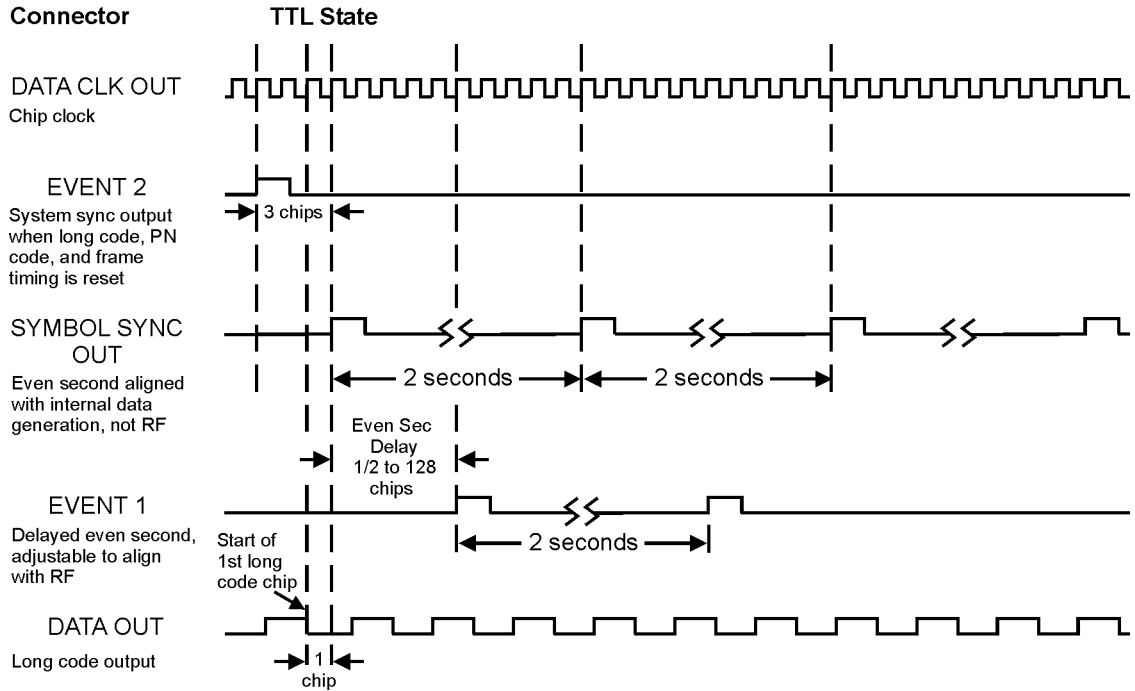 Connector
TTL State
DATA CLK OUT
Chip clock
EVENT 2
System sync output
when long code, PN
code, and frame
timing is reset
3 chips
SYMBOL SYNC
OUT
Even second aligned
with internal data
generation, not RF
2 seconds
2 seconds
Even Sec
Delay
1/2 to 128
chips
EVENT 1
Delayed even second,
adjustable to align
with RF
2 seconds
Start of
1st long
code chip
DATA OUT
Long code output
1
chip